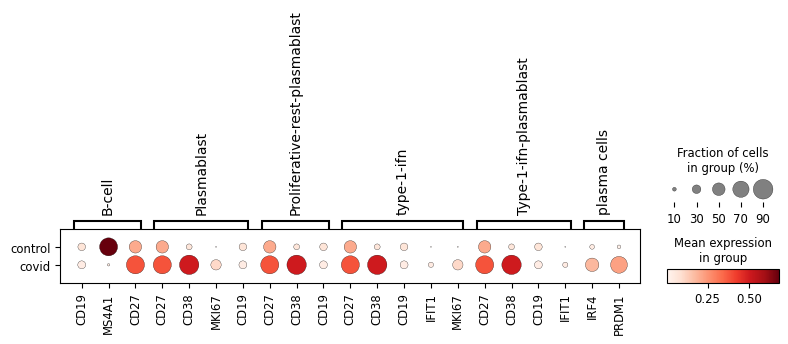 B-cell
Plasmablast
Proliferative-rest-plasmablast
type-1-ifn
Type-1-ifn-plasmablast
plasma cells
control
covid
CD19
MS4A1
CD27
CD27
CD38
MKI67
CD19
CD27
CD38
CD19
CD27
CD38
CD19
IFIT1
MKI67
CD27
CD38
CD19
IFIT1
IRF4
PRDM1
Fraction of cells
in group (%)
10 30 50 70 90
Mean expression
in group
0.25 0.50